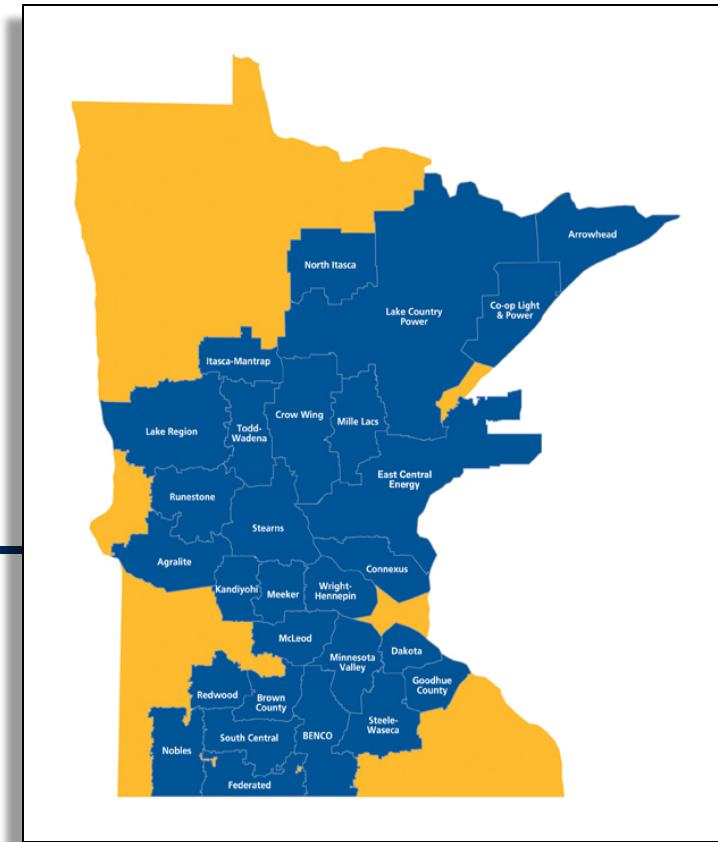 Arrowhead
North Itasca
Co-op Light
& Power
Lake Country
Power
Itasca-Mantrap
Crow Wing
Mille Lacs
Todd-
Wadena
Lake Region
East Central
Energy
Runestone
Stearns
Agralite
Connexus
Kandiyohi
Meeker
Wright-
Hennepin
McLeod
Minnesota
Valley
Dakota
Goodhue
County
Redwood
Brown
County
Steele-
Waseca
South Central
BENCO
Nobles
Federated